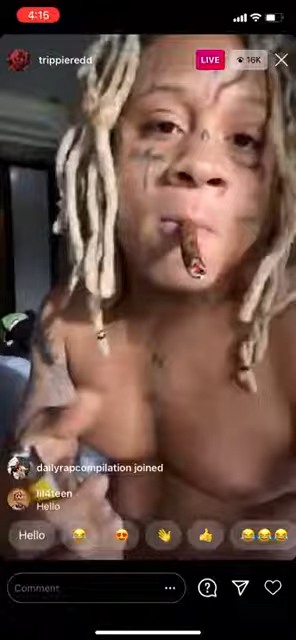 4:15
trippieredd
LIVE
16K
dailyrapcompilation joined
lil4teen
Hello
Hello
Comment